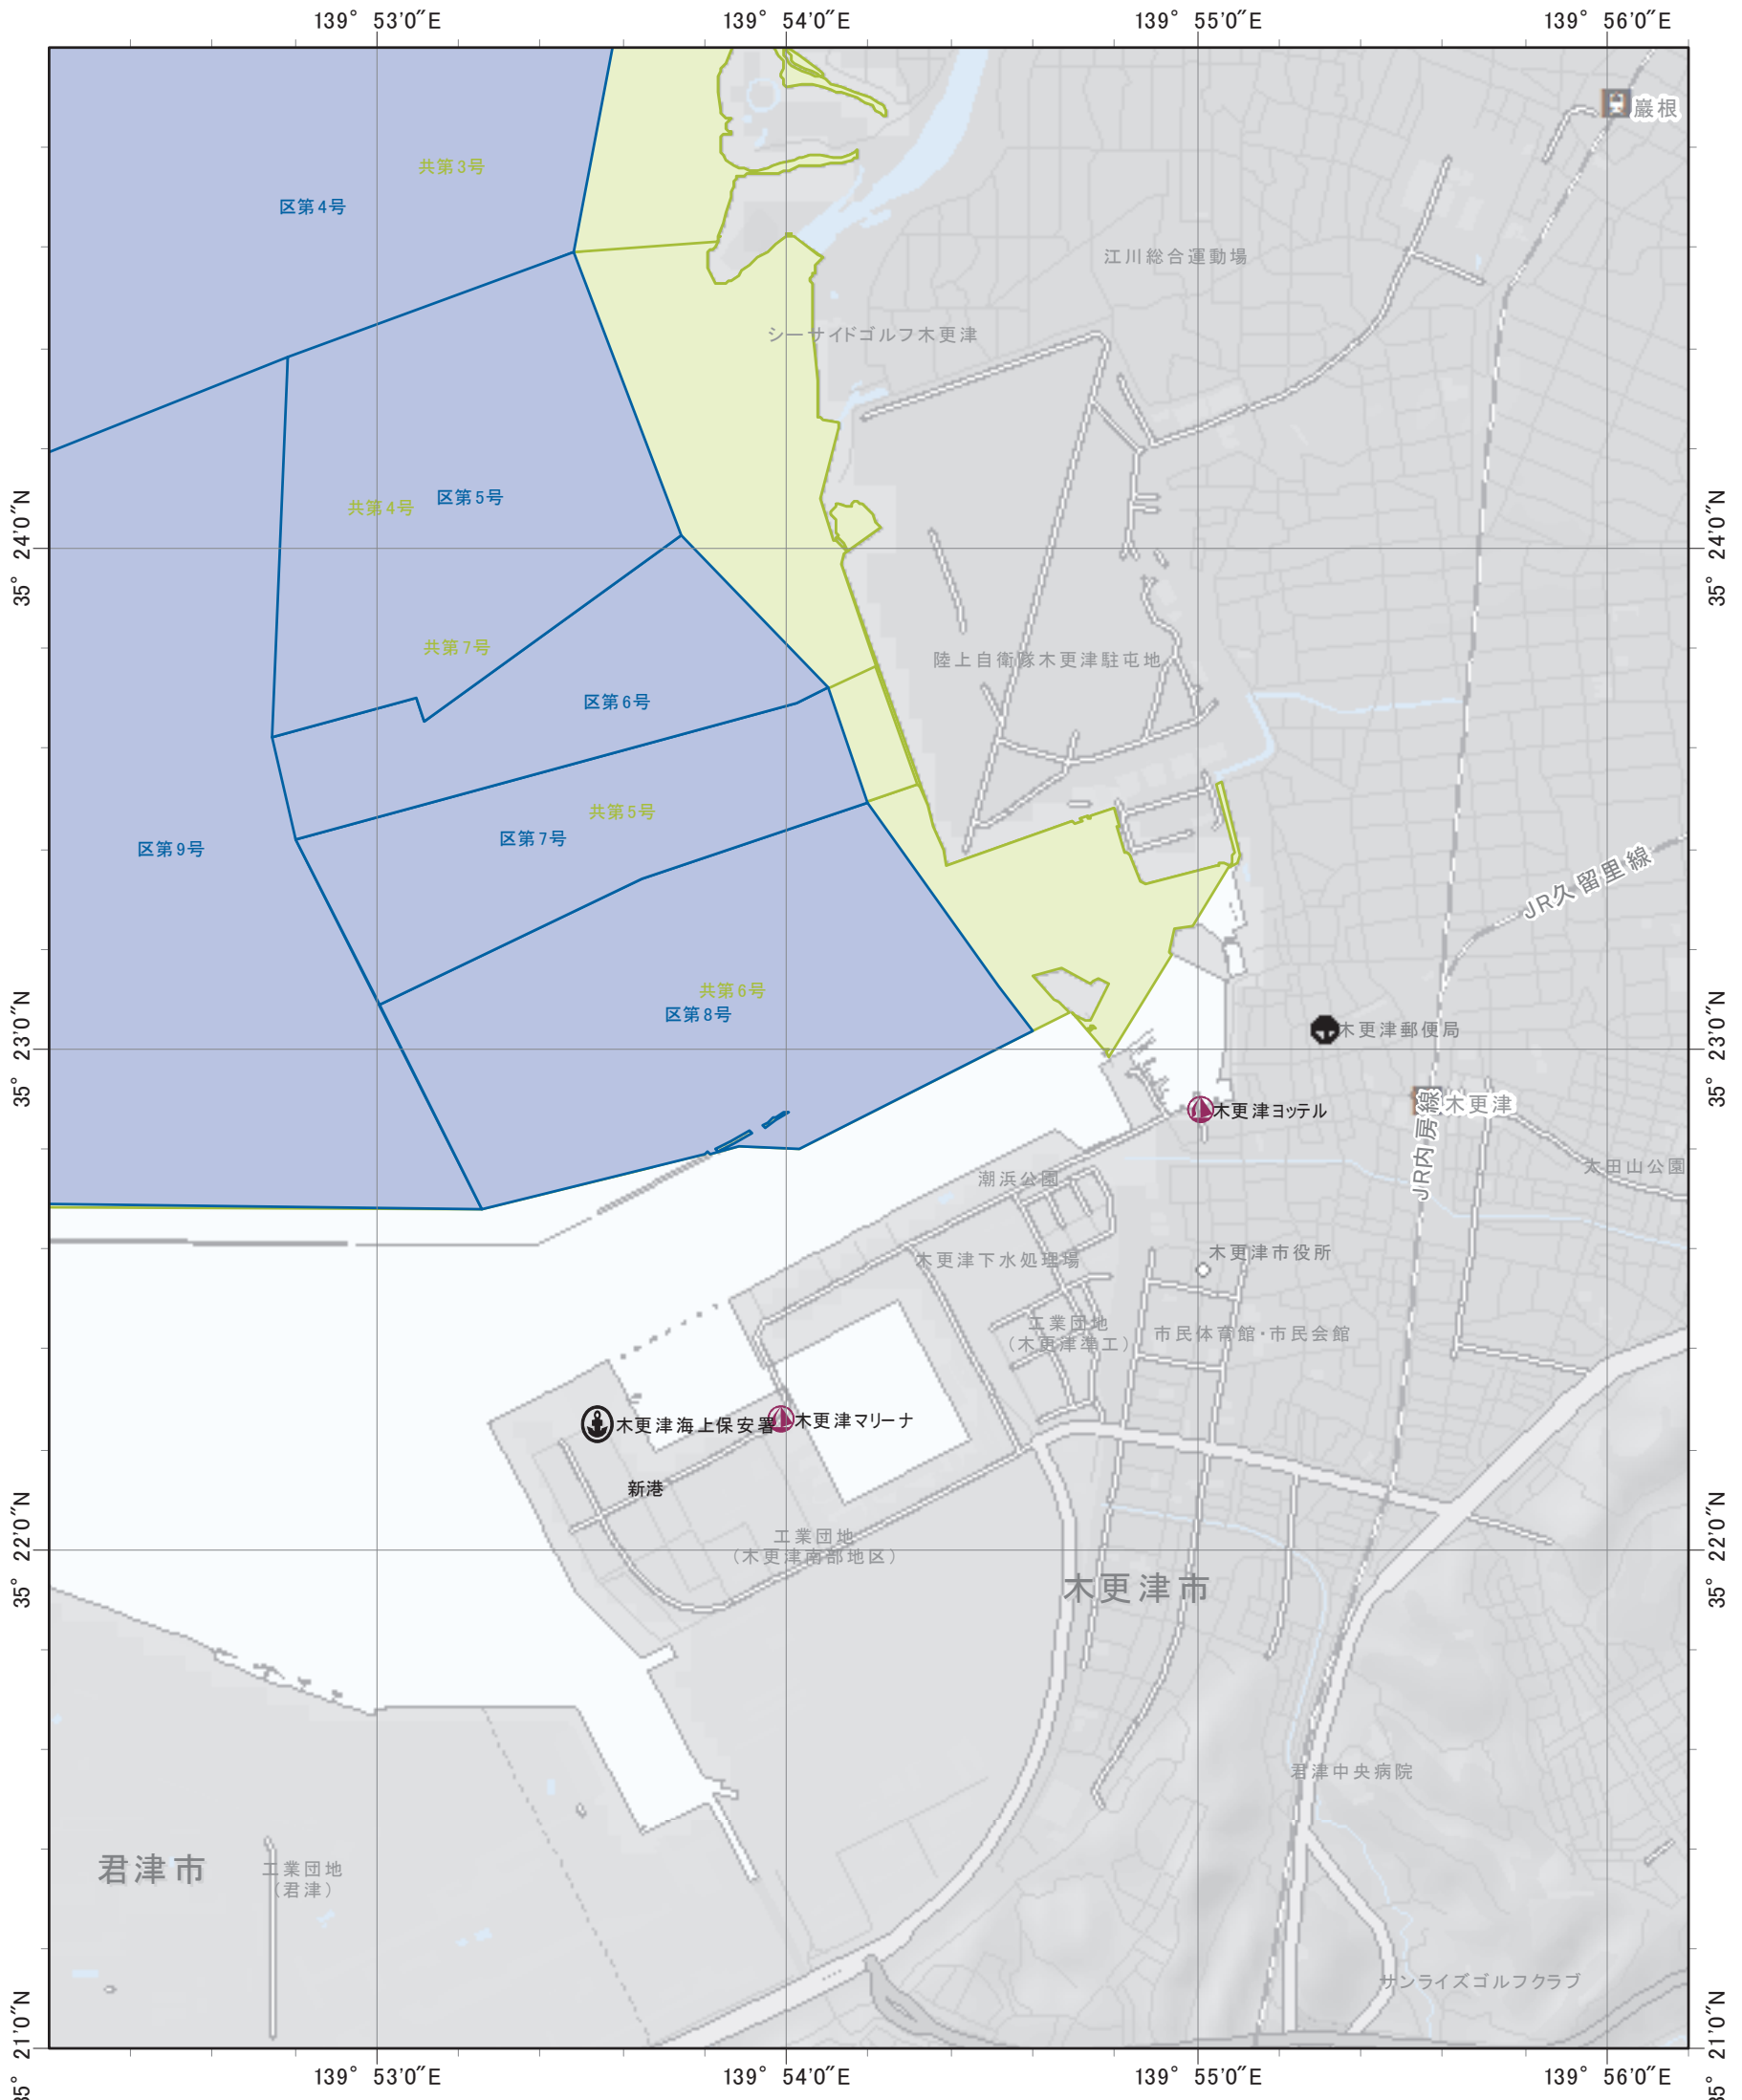 139° 53'0"E
139° 54'0"E
139° 55'0"E
139° 56'0"E
巌根
共第3号
区第4号
江川総合運動場
シーサイドゴルフ木更津
35° 24'0"N
35° 24'0"N
共第4号
区第5号
共第7号
陸上自衛隊木更津駐屯地
区第6号
共第5号
区第7号
区第9号
JR久留里線
共第6号
区第8号
35° 23'0"N
35° 23'0"N
木更津郵便局
木更津
木更津ヨッテル
JR内房線
太田山公園
潮浜公園
木更津下水処理場
木更津市役所
工業団地
(木更津準工)
市民体育館・市民会館
木更津海上保安署
木更津マリーナ
新港
工業団地
(木更津南部地区)
35° 22'0"N
35° 22'0"N
木更津市
君津中央病院
君津市
工業団地
(君津)
サンライズゴルフクラブ
35° 21'0"N
35° 21'0"N
139° 53'0"E
139° 54'0"E
139° 55'0"E
139° 56'0"E